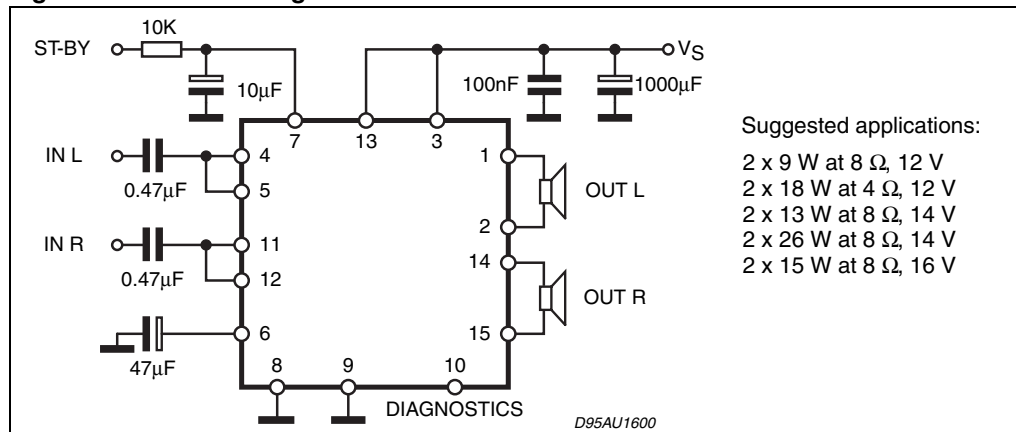 10K
ST-BY
VS
10µF
100nF
1000µF
7
13
3
IN L
4
1
0.47µF
5
OUT L
2
IN R
11
14
0.47µF
12
OUT R
6
15
47µF
8
9
10
DIAGNOSTICS
D95AU1600
Suggested applications:
2 x 9 W at 8 Ω, 12 V
2 x 18 W at 4 Ω, 12 V
2 x 13 W at 8 Ω, 14 V
2 x 26 W at 8 Ω, 14 V
2 x 15 W at 8 Ω, 16 V